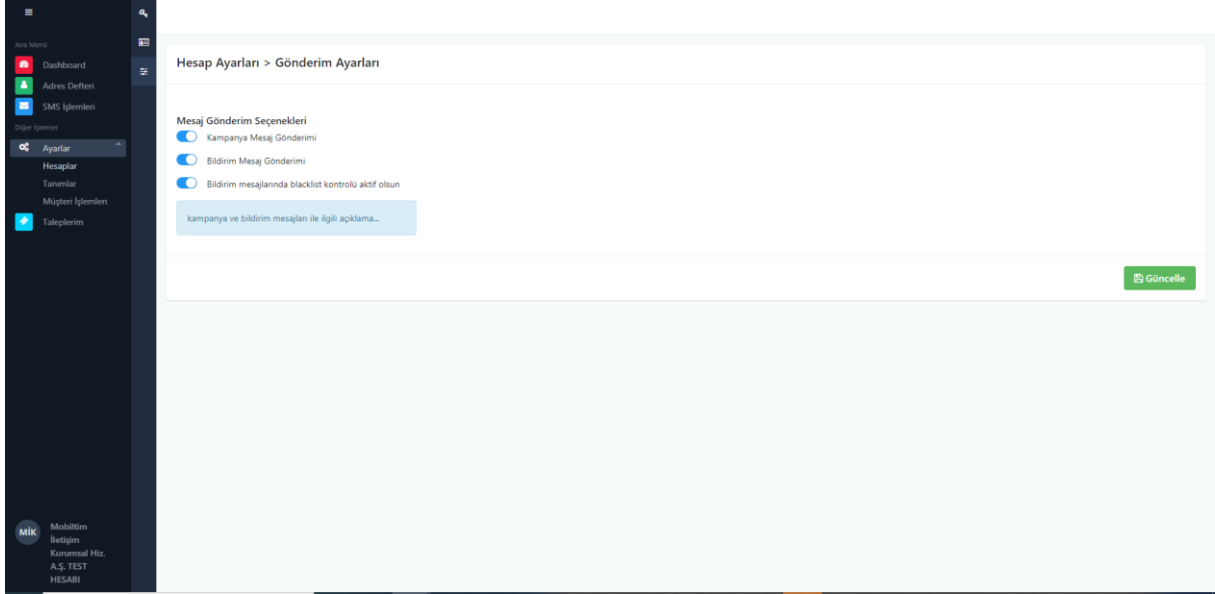 Ana Menü
Dashboard
Adres Defteri
SMS İşlemleri
Diğer İşlemler
Ayarlar
Hesaplar
Tanımlar
Müşteri İşlemleri
Taleplerim
MİK
Mobiltim
İletişim
Kurumsal Hiz.
A.Ş. TEST
HESABI
Hesap Ayarları > Gönderim Ayarları
Mesaj Gönderim Seçenekleri
Kampanya Mesaj Gönderimi
Bildirim Mesaj Gönderimi
Bildirim mesajlarında blacklist kontrolü aktif olsun
kampanya ve bildirim mesajları ile ilgili açıklama...
Güncelle